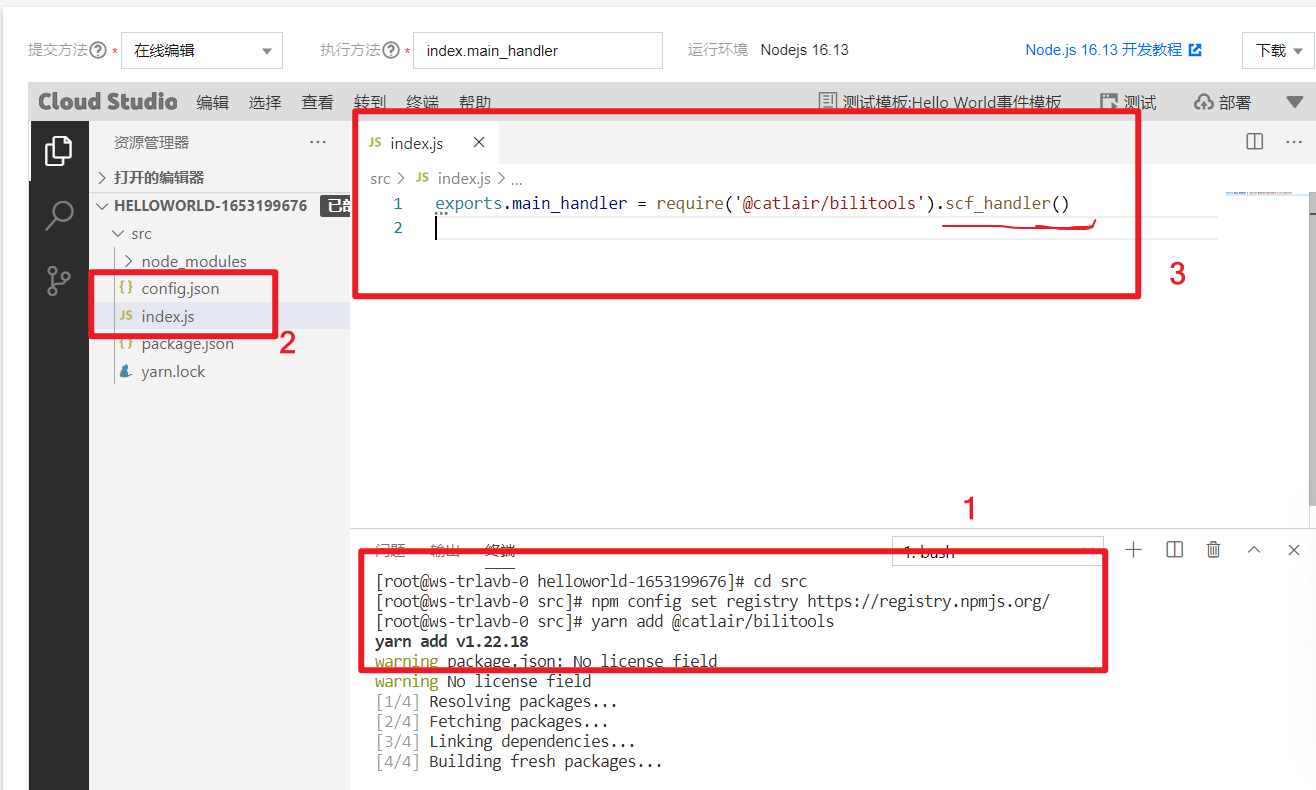 提交方法 * 在线编辑 执行方法 * index.main_handler 运行环境 Nodejs 16.13 Node.js 16.13 开发教程 下载
Cloud Studio 编辑 选择 查看 转到 终端 帮助 测试模板:Hello World事件模板 测试 部署
资源管理器 ...
JS index.js
打开的编辑器
src > JS index.js > ...
HELLOWORLD-1653199676 已部
1 exports.main_handler = require('@catlair/bilitools').scf_handler()
2
src
node_modules
{} config.json
JS index.js
{} package.json
yarn.lock
2
3
1
问题 输出 终端 1: bash
[root@ws-trlavb-0 helloworld-1653199676]# cd src
[root@ws-trlavb-0 src]# npm config set registry https://registry.npmjs.org/
[root@ws-trlavb-0 src]# yarn add @catlair/bilitools
yarn add v1.22.18
warning package.json: No license field
warning No license field
[1/4] Resolving packages...
[2/4] Fetching packages...
[3/4] Linking dependencies...
[4/4] Building fresh packages...